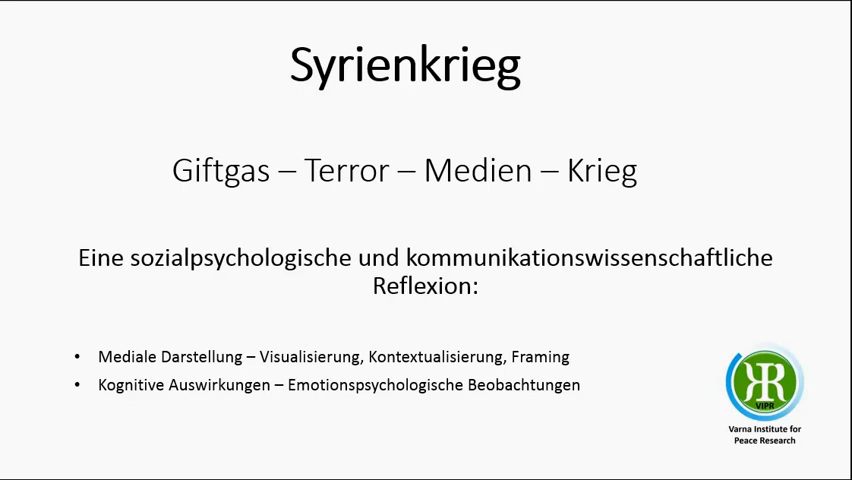 Syrienkrieg
Giftgas – Terror – Medien – Krieg
Eine sozialpsychologische und kommunikationswissenschaftliche
Reflexion:
• Mediale Darstellung – Visualisierung, Kontextualisierung, Framing
• Kognitive Auswirkungen – Emotionspsychologische Beobachtungen
VIPR
Varna Institute for
Peace Research